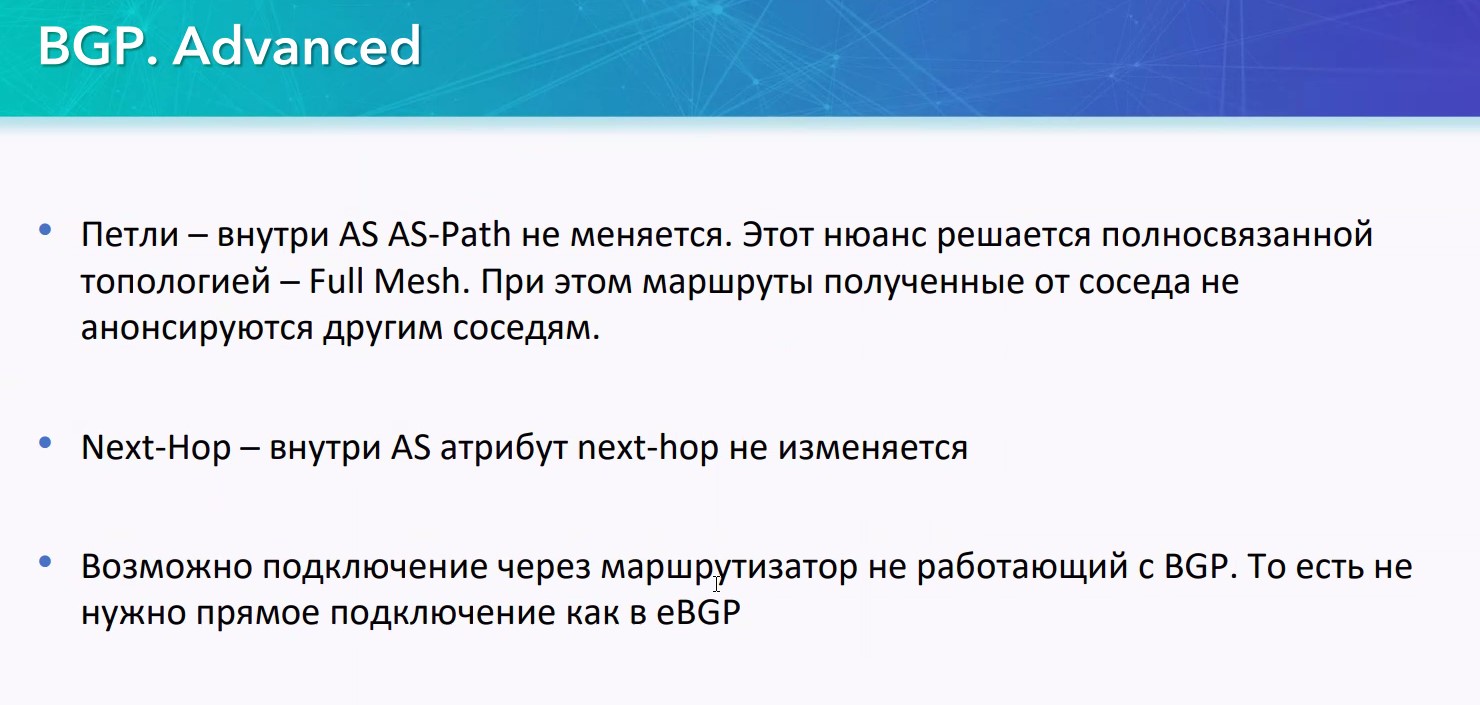 BGP. Advanced
• Петли – внутри AS AS-Path не меняется. Этот нюанс решается полносвязанной
топологией – Full Mesh. При этом маршруты полученные от соседа не
анонсируются другим соседям.
• Next-Hop – внутри AS атрибут next-hop не изменяется
• Возможно подключение через маршрутизатор не работающий с BGP. То есть не
нужно прямое подключение как в eBGP